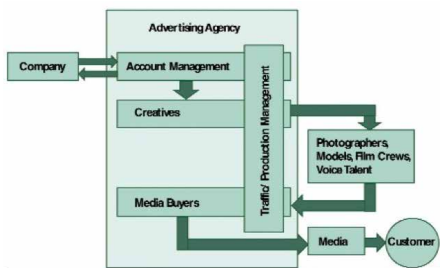 Advertising Agency
Company
Account Management
Creatives
Traffic/ Production Management
Photographers,
Models, Film Crews,
Voice Talent
Media Buyers
Media
Customer